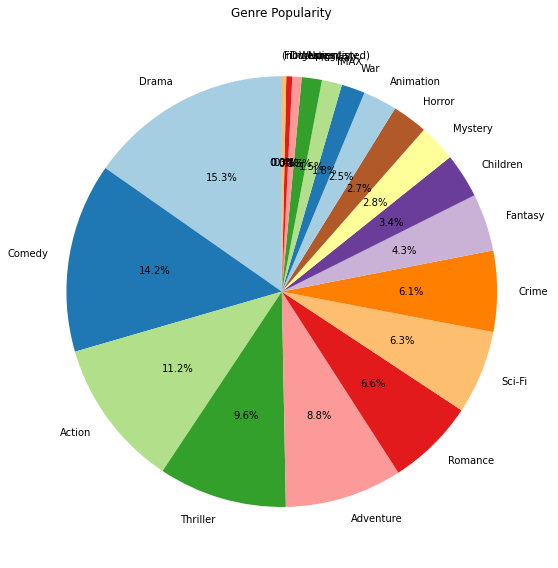 Genre Popularity
Drama
Comedy
Action
Thriller
Adventure
Romance
Sci-Fi
Crime
Fantasy
Children
Mystery
Horror
Animation
War
IMAX
15.3%
14.2%
11.2%
9.6%
8.8%
6.6%
6.3%
6.1%
4.3%
3.4%
2.8%
2.7%
2.5%
1.8%